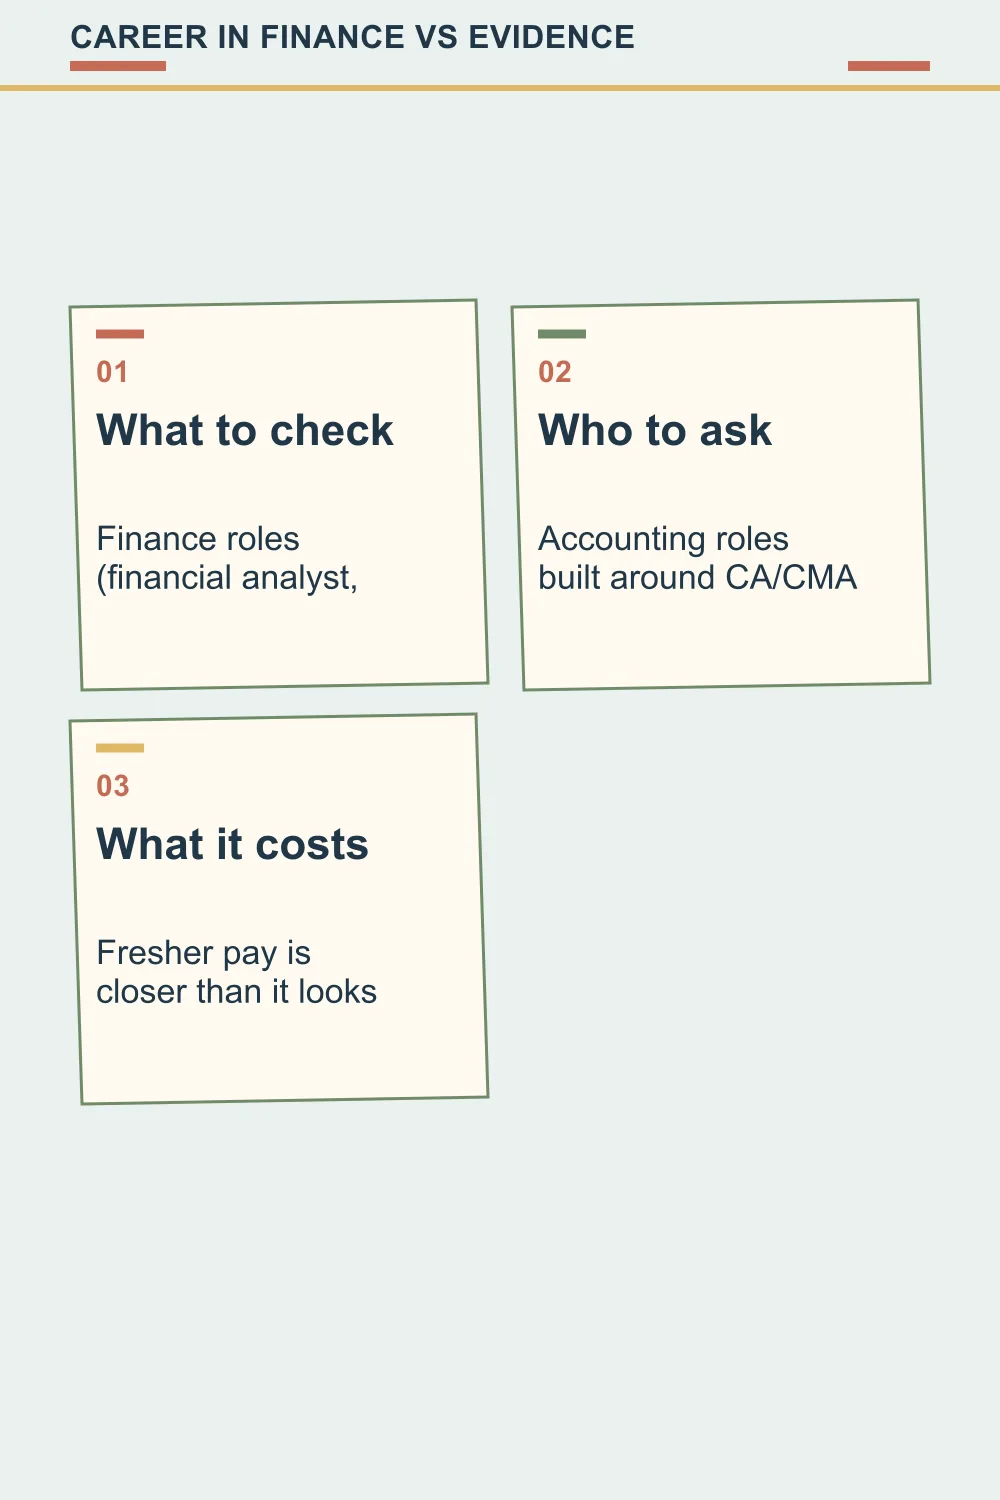 CAREER IN FINANCE VS EVIDENCE
01
What to check
Finance roles
(financial analyst,
02
Who to ask
Accounting roles
built around CA/CMA
03
What it costs
Fresher pay is
closer than it looks